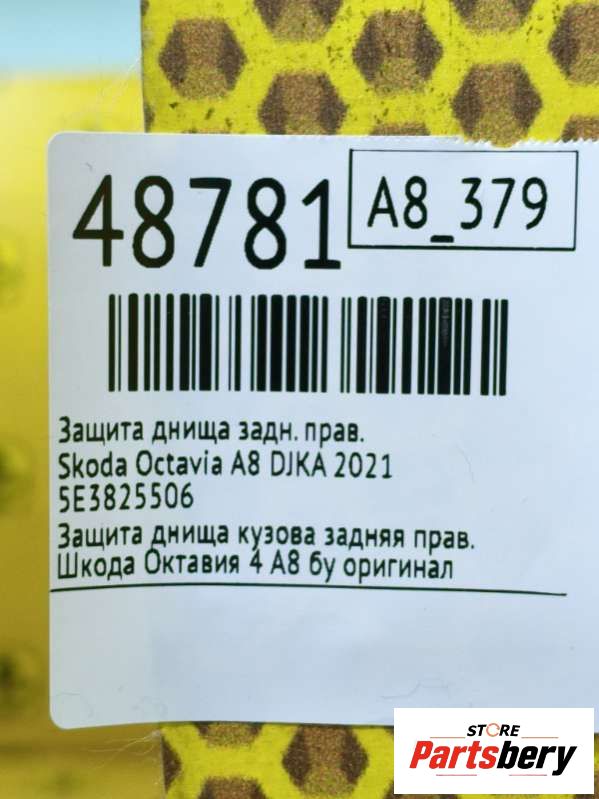 48781
A8_379
Защита днища задн. прав.
Skoda Octavia A8 DJKA 2021
5E3825506
Защита днища кузова задняя прав.
Шкода Октавия 4 А8 бу оригинал
STORE
Partsbery